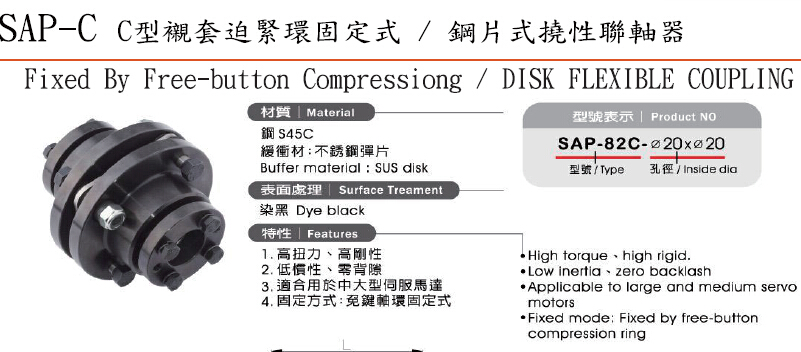 SAP-C C型襯套迫緊環固定式 / 鋼片式撓性聯軸器
Fixed By Free-button Compressiong / DISK FLEXIBLE COUPLING
材質 | Material
鋼 S45C
緩衝材:不銹鋼彈片
Buffer material : SUS disk
表面處理 | Surface Treament
染黑 Dye black
特性 | Features
1. 高扭力、高剛性
2. 低慣性、零背隙
3. 適合用於中大型伺服馬達
4. 固定方式:免鍵軸環固定式
型號表示 | Product NO
SAP-82C-⌀20x⌀20
型號/Type 孔徑/Inside dia
•High torque、high rigid.
•Low inertia、zero backlash
•Applicable to large and medium servo
motors
•Fixed mode: Fixed by free-button
compression ring
L